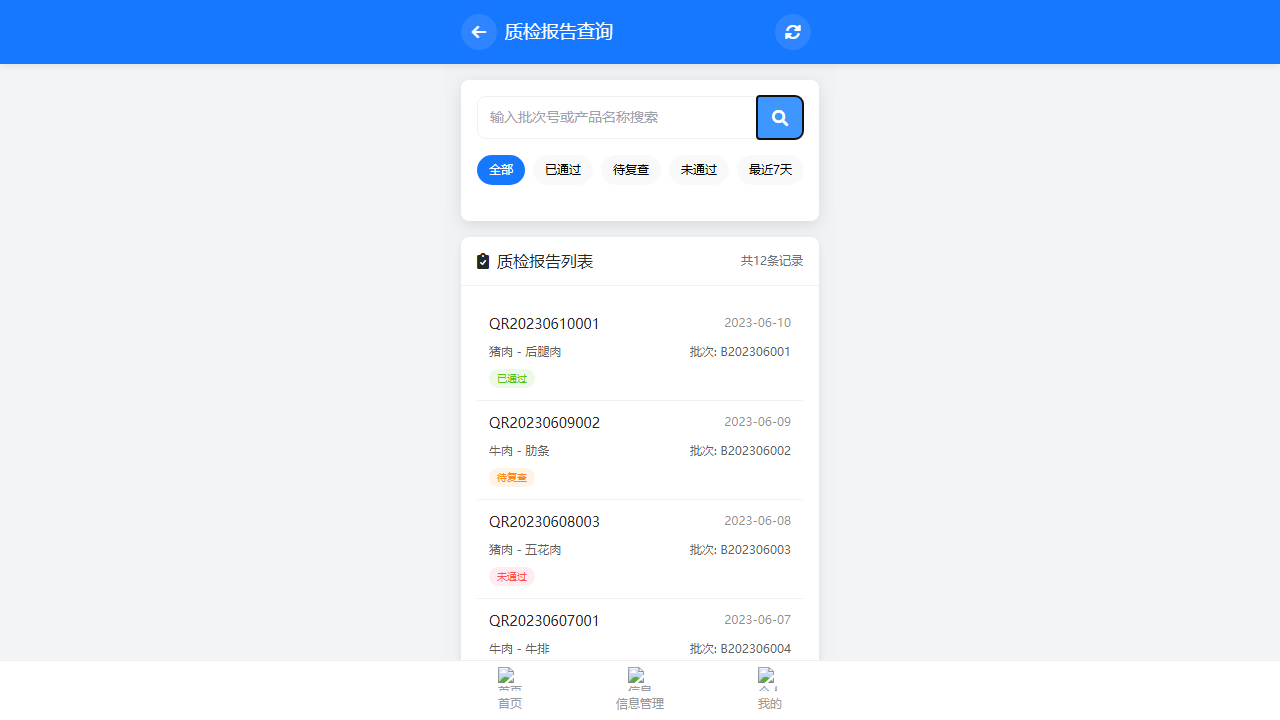 质检报告查询
输入批次号或产品名称搜索
全部 已通过 待复查 未通过 最近7天
质检报告列表 共12条记录
QR20230610001 2023-06-10
猪肉 - 后腿肉 批次: B202306001
已通过
QR20230609002 2023-06-09
牛肉 - 肋条 批次: B202306002
待复查
QR20230608003 2023-06-08
猪肉 - 五花肉 批次: B202306003
未通过
QR20230607001 2023-06-07
牛肉 - 牛排 批次: B202306004
首页 信息管理 我的